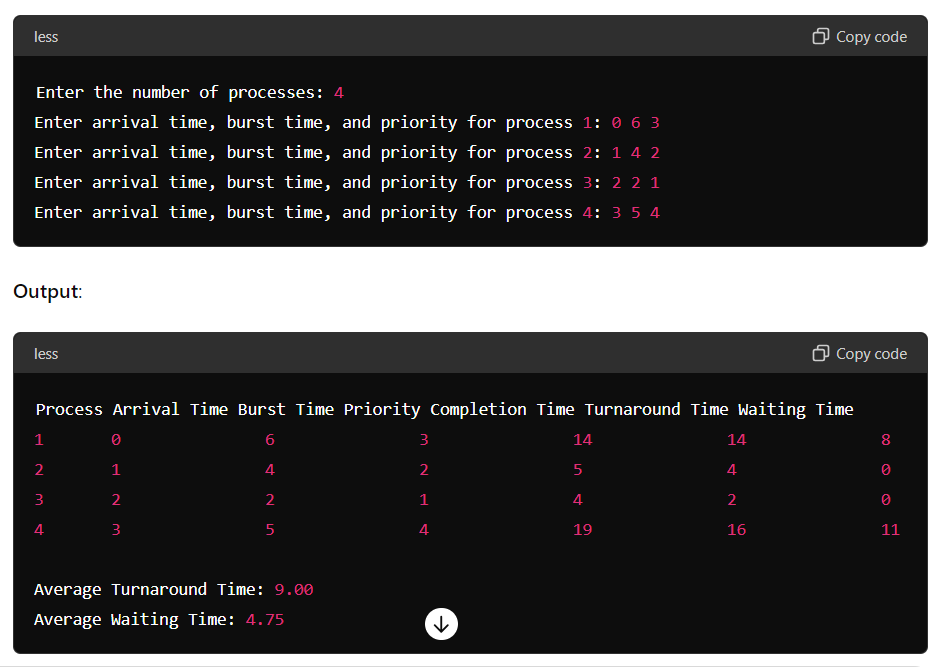 less Copy code
Enter the number of processes: 4
Enter arrival time, burst time, and priority for process 1: 0 6 3
Enter arrival time, burst time, and priority for process 2: 1 4 2
Enter arrival time, burst time, and priority for process 3: 2 2 1
Enter arrival time, burst time, and priority for process 4: 3 5 4
Output:
less Copy code
Process Arrival Time Burst Time Priority Completion Time Turnaround Time Waiting Time
1 0 6 3 14 14 8
2 1 4 2 5 4 0
3 2 2 1 4 2 0
4 3 5 4 19 16 11
Average Turnaround Time: 9.00
Average Waiting Time: 4.75